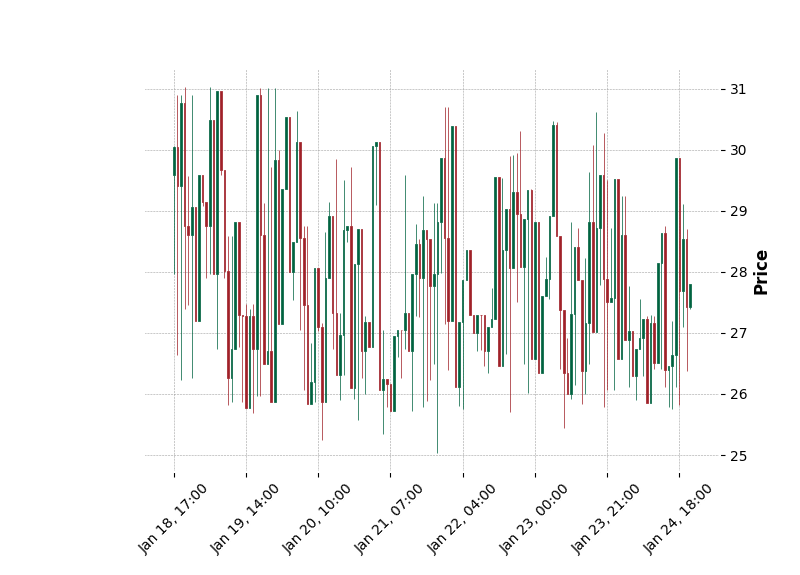 31
30
29
28
27
26
25
Price
Jan 18, 17:00
Jan 19, 14:00
Jan 20, 10:00
Jan 21, 07:00
Jan 22, 04:00
Jan 23, 00:00
Jan 23, 21:00
Jan 24, 18:00